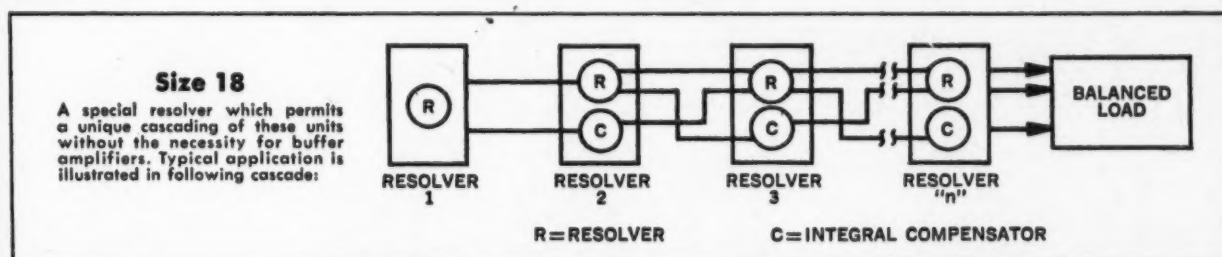 Size 18
A special resolver which permits
a unique cascading of these units
without the necessity for buffer
amplifiers. Typical application is
illustrated in following cascade:
R
RESOLVER
1
R
C
RESOLVER
2
R
C
RESOLVER
3
R
C
RESOLVER
"n"
BALANCED
LOAD
R=RESOLVER
C=INTEGRAL COMPENSATOR